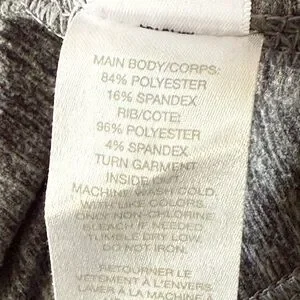 MAIN BODY/CORPS:
84% POLYESTER
16% SPANDEX
RIB/COTE:
96% POLYESTER
4% SPANDEX
TURN GARMENT
INSIDE OUT
MACHINE WASH COLD.
WITH LIKE COLORS.
ONLY NON-CHLORINE
BLEACH IF NEEDED.
TUMBLE DRY LOW.
DO NOT IRON.
RETOURNER LE
VÊTEMENT À L'ENVERS
LAVER À LA MACHINE